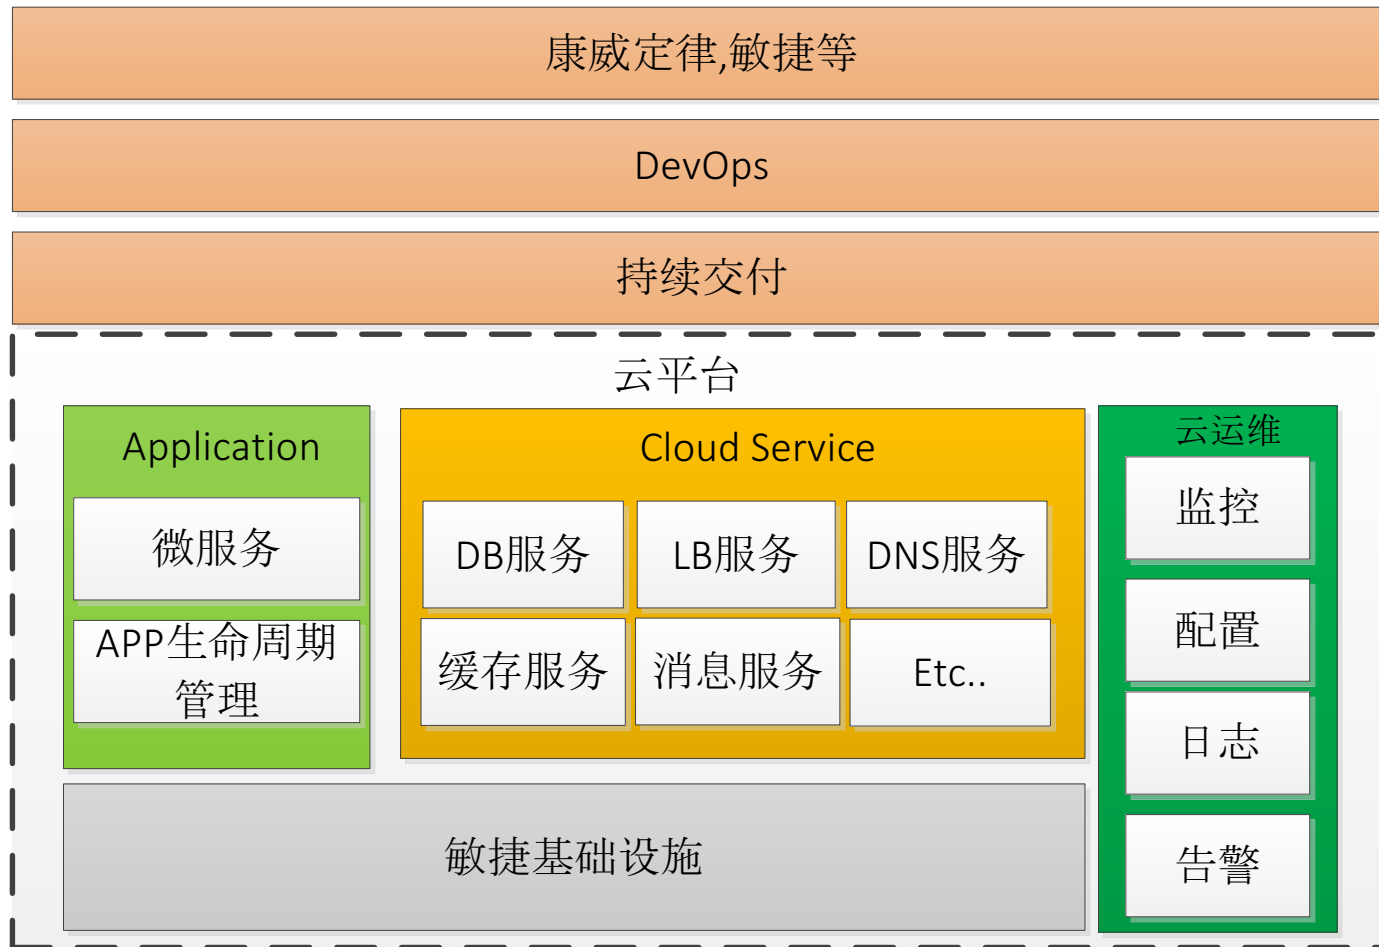 康威定律,敏捷等
DevOps
持续交付
云平台
Application
微服务
APP生命周期
管理
Cloud Service
DB服务
LB服务
DNS服务
缓存服务
消息服务
Etc..
云运维
监控
配置
日志
告警
敏捷基础设施